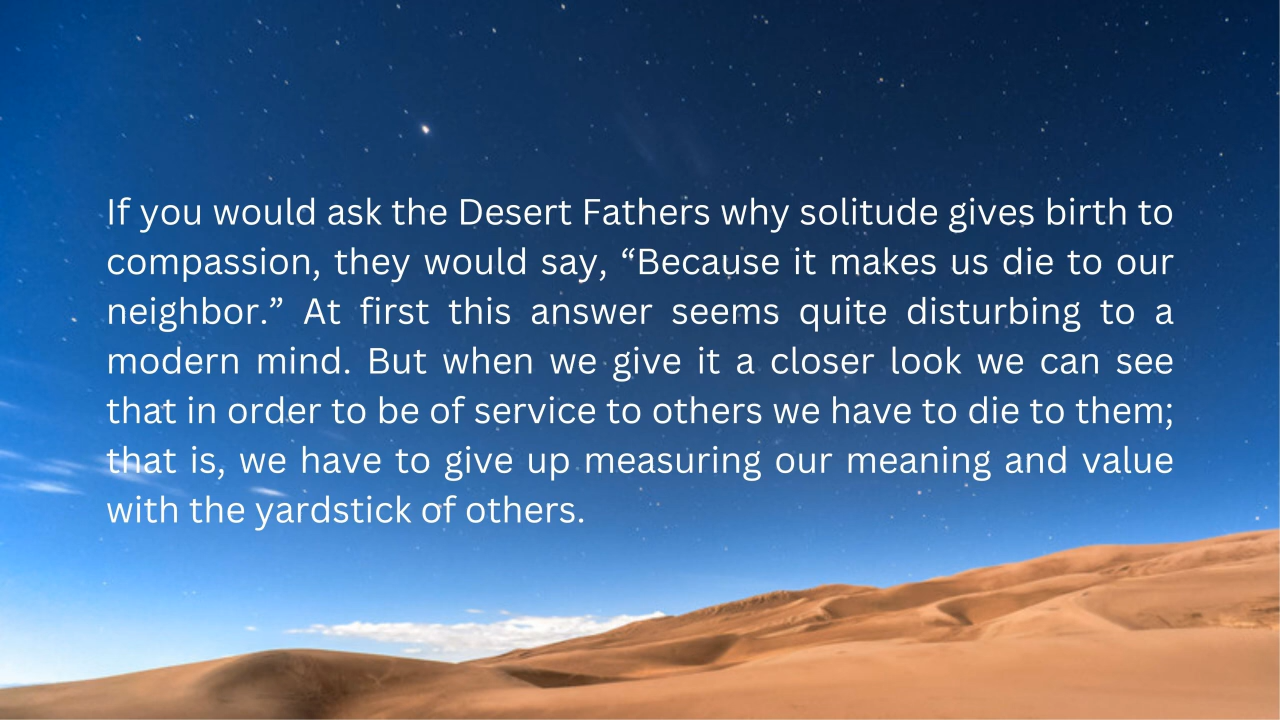 If you would ask the Desert Fathers why solitude gives birth to
compassion, they would say, “Because it makes us die to our
neighbor.” At first this answer seems quite disturbing to a
modern mind. But when we give it a closer look we can see
that in order to be of service to others we have to die to them;
that is, we have to give up measuring our meaning and value
with the yardstick of others.